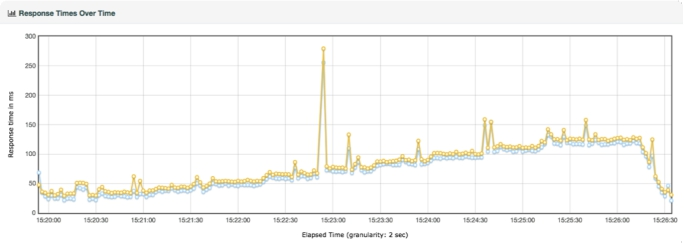 Response Times Over Time
300
250
200
150
100
50
0
Response time in ms
15:20:00 15:20:30 15:21:00 15:21:30 15:22:00 15:22:30 15:23:00 15:23:30 15:24:00 15:24:30 15:25:00 15:25:30 15:26:00 15:26:30
Elapsed Time (granularity: 2 sec)